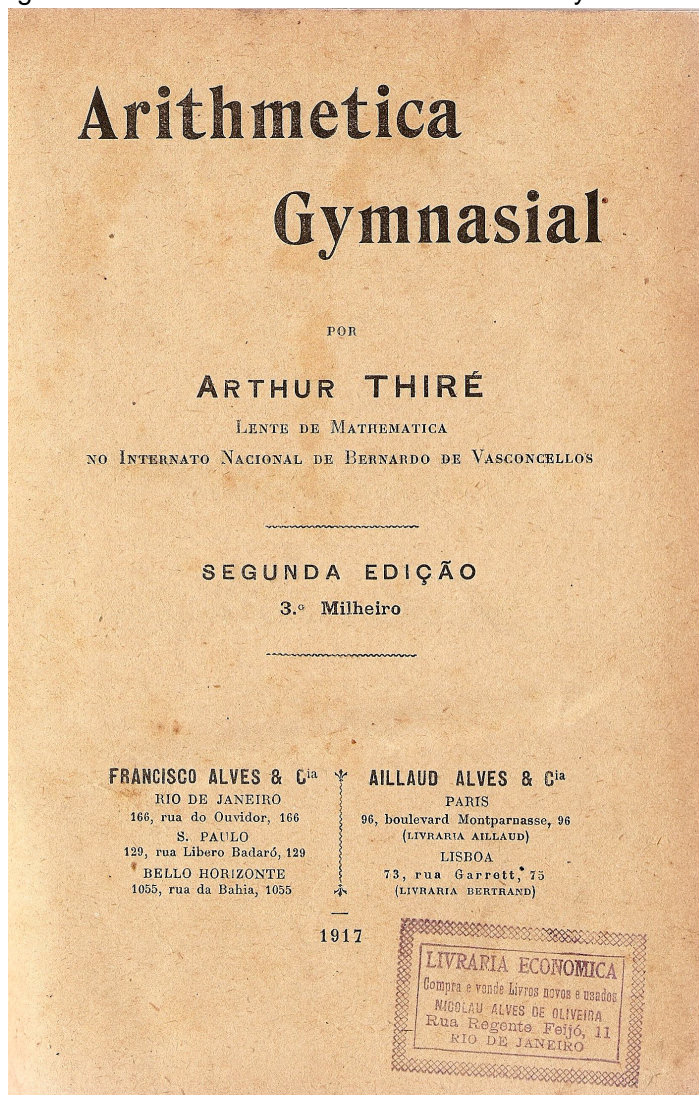 Arithmetica
Gymnasial
POR
ARTHUR THIRÉ
LENTE DE MATHEMATICA
NO INTERNATO NACIONAL DE BERNARDO DE VASCONCELLOS
SEGUNDA EDIÇÃO
3.º Milheiro
FRANCISCO ALVES & Cia
RIO DE JANEIRO
166, rua do Ouvidor, 166
S. PAULO
129, rua Libero Badaró, 129
BELLO HORIZONTE
1055, rua da Bahia, 1055
AILLAUD ALVES & Cia
PARIS
96, boulevard Montparnasse, 96
(LIVRARIA AILLAUD)
LISBOA
73, rua Garrett, 75
(LIVRARIA BERTRAND)
1917
LIVRARIA ECONOMICA
Compra e vende Livros novos e usados
NICOLAU ALVES DE OLIVEIRA
Rua Regente Feijó, 11
RIO DE JANEIRO